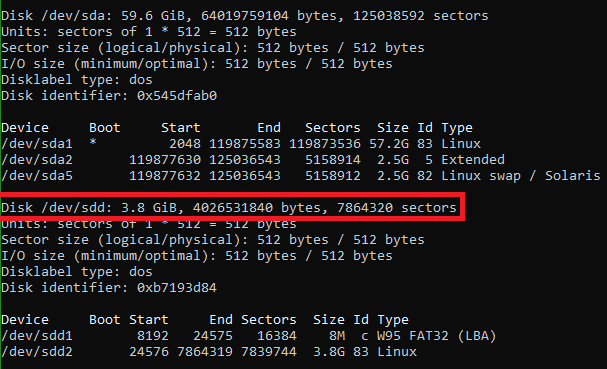 Disk /dev/sda: 59.6 GiB, 64019759104 bytes, 125038592 sectors
Units: sectors of 1 * 512 = 512 bytes
Sector size (logical/physical): 512 bytes / 512 bytes
I/O size (minimum/optimal): 512 bytes / 512 bytes
Disklabel type: dos
Disk identifier: 0x545dfab0
Device     Boot     Start       End   Sectors  Size Id Type
/dev/sda1  *         2048 119875583 119873536 57.2G 83 Linux
/dev/sda2       119877630 125036543   5158914  2.5G  5 Extended
/dev/sda5       119877632 125036543   5158912  2.5G 82 Linux swap / Solaris
Disk /dev/sdd: 3.8 GiB, 4026531840 bytes, 7864320 sectors
Units: sectors of 1 * 512 = 512 bytes
Sector size (logical/physical): 512 bytes / 512 bytes
I/O size (minimum/optimal): 512 bytes / 512 bytes
Disklabel type: dos
Disk identifier: 0xb7193d84
Device     Boot Start     End Sectors  Size Id Type
/dev/sdd1        8192   24575   16384    8M  c W95 FAT32 (LBA)
/dev/sdd2       24576 7864319 7839744  3.8G 83 Linux